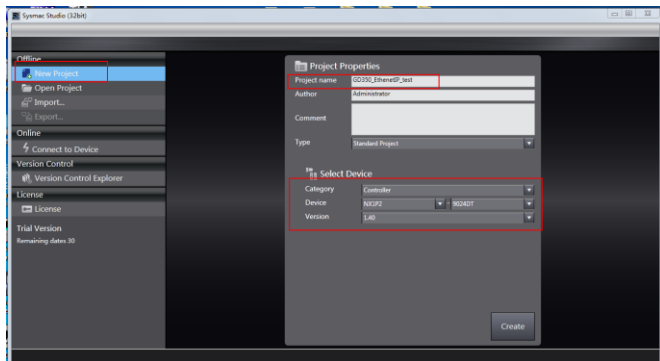 Sysmac Studio (32bit)
Offline
New Project
Open Project
Import...
Export...
Online
Connect to Device
Version Control
Version Control Explorer
License
License
Trial Version
Remaining dates 30
Project Properties
Project name GD350_EthenetIP_test
Author Administrator
Comment
Type Standard Project
Select Device
Category Controller
Device NX1P2 - 9024DT
Version 1.40
Create